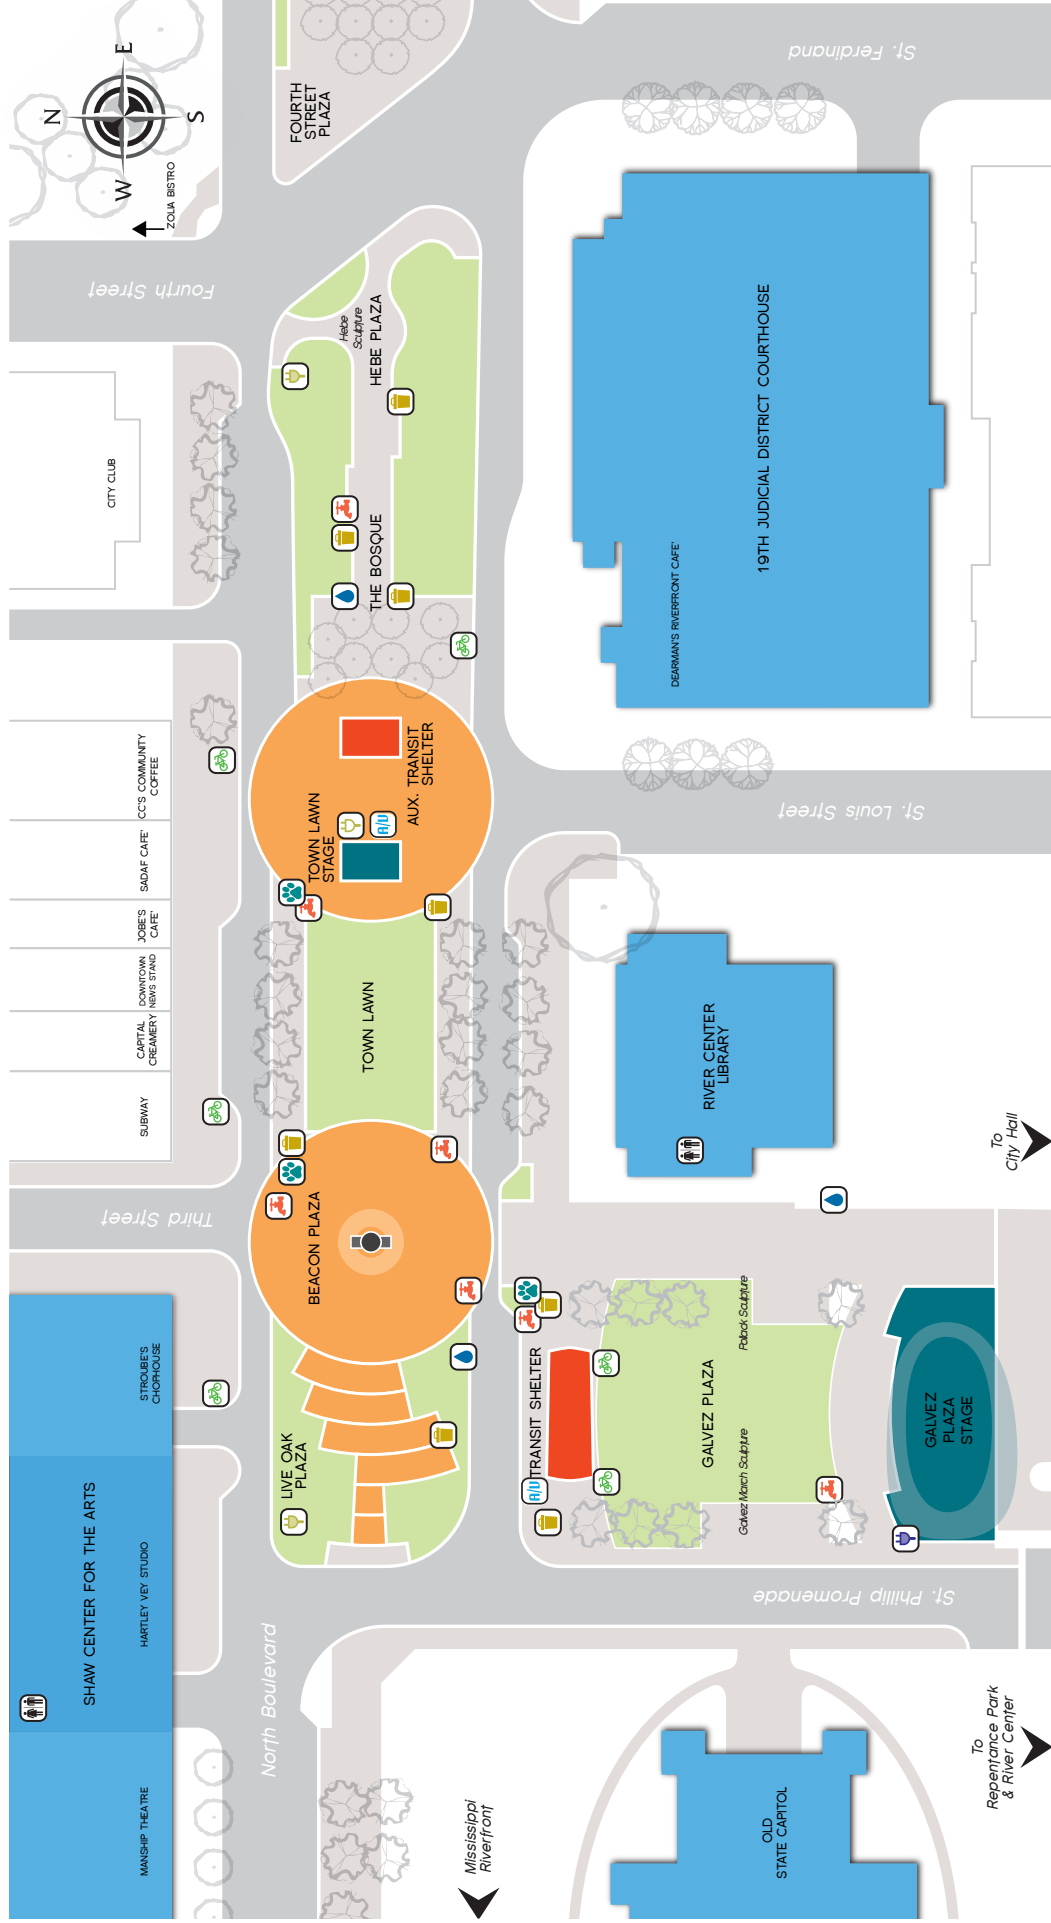 N
E
S
W
ZOLIA BISTRO
FOURTH
STREET
PLAZA
St. Ferdinand
Fourth Street
Hebe
Sculpture
HEBE PLAZA
CITY CLUB
THE BOSQUE
19TH JUDICIAL DISTRICT COURTHOUSE
DEARMAN'S RIVERFRONT CAFE'
CC'S COMMUNITY
COFFEE
SADAF CAFE'
JOBE'S
CAFE'
DOWNTOWN
NEWS STAND
CAPITAL
CREAMERY
SUBWAY
AUX. TRANSIT
SHELTER
TOWN LAWN
STAGE
A/V
St. Louis Street
TOWN LAWN
RIVER CENTER
LIBRARY
To
City Hall
Third Street
BEACON PLAZA
STROUBE'S
CHOPHOUSE
LIVE OAK
PLAZA
TRANSIT SHELTER
A/V
GALVEZ PLAZA
Pollack Sculpture
Galvez March Sculpture
GALVEZ
PLAZA
STAGE
SHAW CENTER FOR THE ARTS
HARTLEY VEY STUDIO
MANSHIP THEATRE
North Boulevard
St. Phillip Promenade
Mississippi
Riverfront
OLD
STATE CAPITOL
To
Repentance Park
& River Center